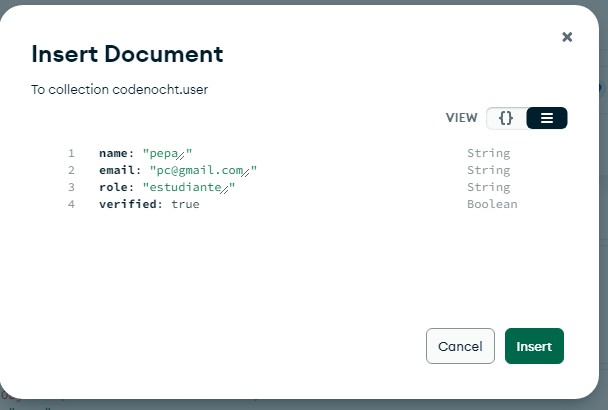 Insert Document
To collection codenocht.user
VIEW {}
1 name: "pepa" String
2 email: "pc@gmail.com" String
3 role: "estudiante" String
4 verified: true Boolean
Cancel Insert